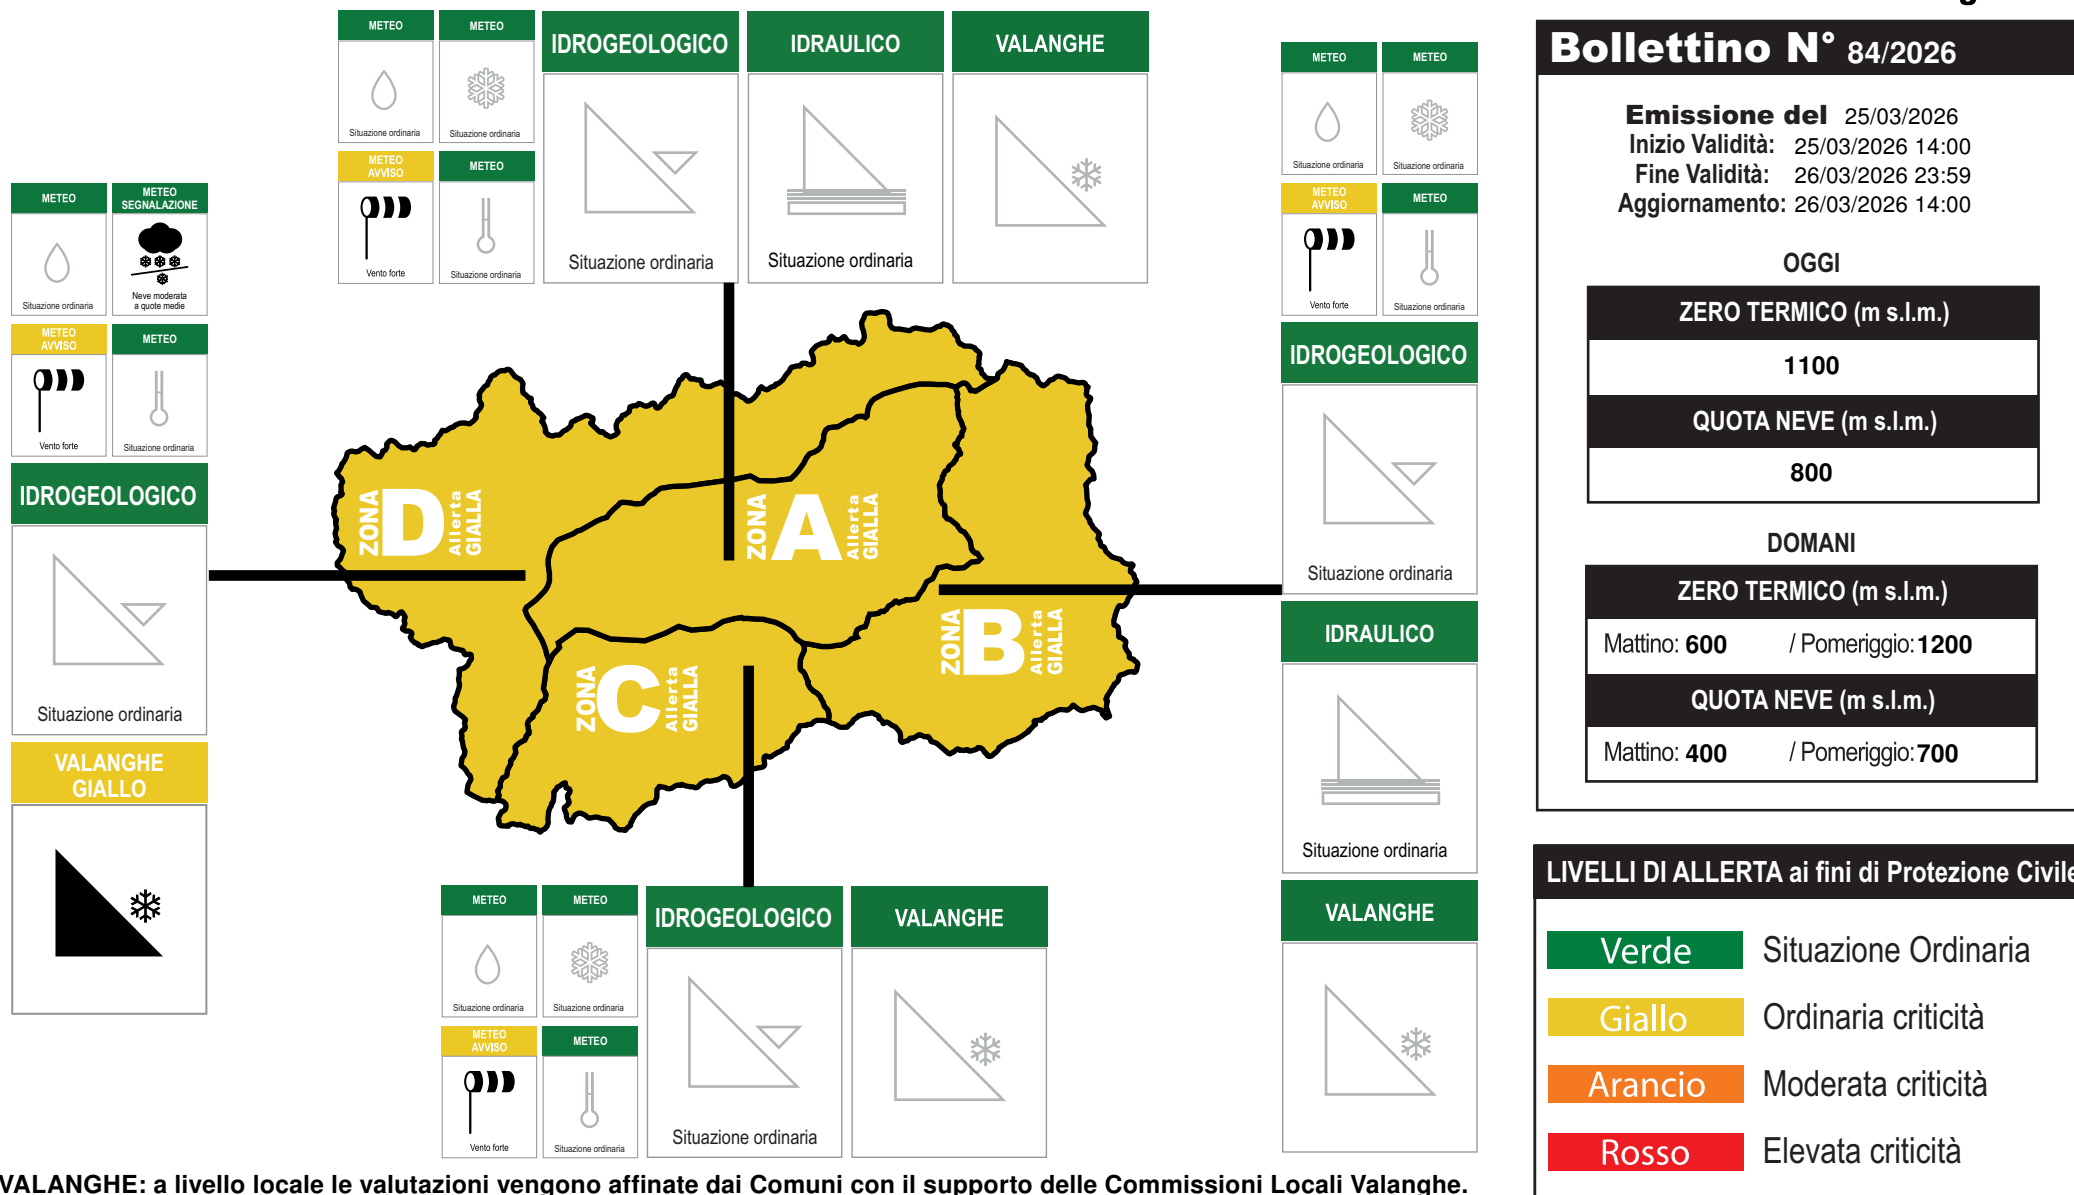 METEO
Situazione ordinaria
METEO
Situazione ordinaria
METEO
AVVISO
Vento forte
METEO
Situazione ordinaria
IDROGEOLOGICO
Situazione ordinaria
IDRAULICO
Situazione ordinaria
VALANGHE
METEO
Situazione ordinaria
METEO
Situazione ordinaria
METEO
AVVISO
Vento forte
METEO
Situazione ordinaria
IDROGEOLOGICO
Situazione ordinaria
IDRAULICO
Situazione ordinaria
VALANGHE
METEO
Situazione ordinaria
METEO
SEGNALAZIONE
Neve moderata
a quote medie
METEO
AVVISO
Vento forte
METEO
Situazione ordinaria
IDROGEOLOGICO
Situazione ordinaria
VALANGHE
GIALLO
ZONA D Allerta GIALLA
ZONA A Allerta GIALLA
ZONA B Allerta GIALLA
ZONA C Allerta GIALLA
METEO
Situazione ordinaria
METEO
Situazione ordinaria
METEO
AVVISO
Vento forte
METEO
Situazione ordinaria
IDROGEOLOGICO
Situazione ordinaria
VALANGHE
VALANGHE: a livello locale le valutazioni vengono affinate dai Comuni con il supporto delle Commissioni Locali Valanghe.
Bollettino N° 84/2026
Emissione del 25/03/2026
Inizio Validità: 25/03/2026 14:00
Fine Validità: 26/03/2026 23:59
Aggiornamento: 26/03/2026 14:00
OGGI
ZERO TERMICO (m s.l.m.)
1100
QUOTA NEVE (m s.l.m.)
800
DOMANI
ZERO TERMICO (m s.l.m.)
Mattino: 600 / Pomeriggio: 1200
QUOTA NEVE (m s.l.m.)
Mattino: 400 / Pomeriggio: 700
LIVELLI DI ALLERTA ai fini di Protezione Civile
Verde Situazione Ordinaria
Giallo Ordinaria criticità
Arancio Moderata criticità
Rosso Elevata criticità